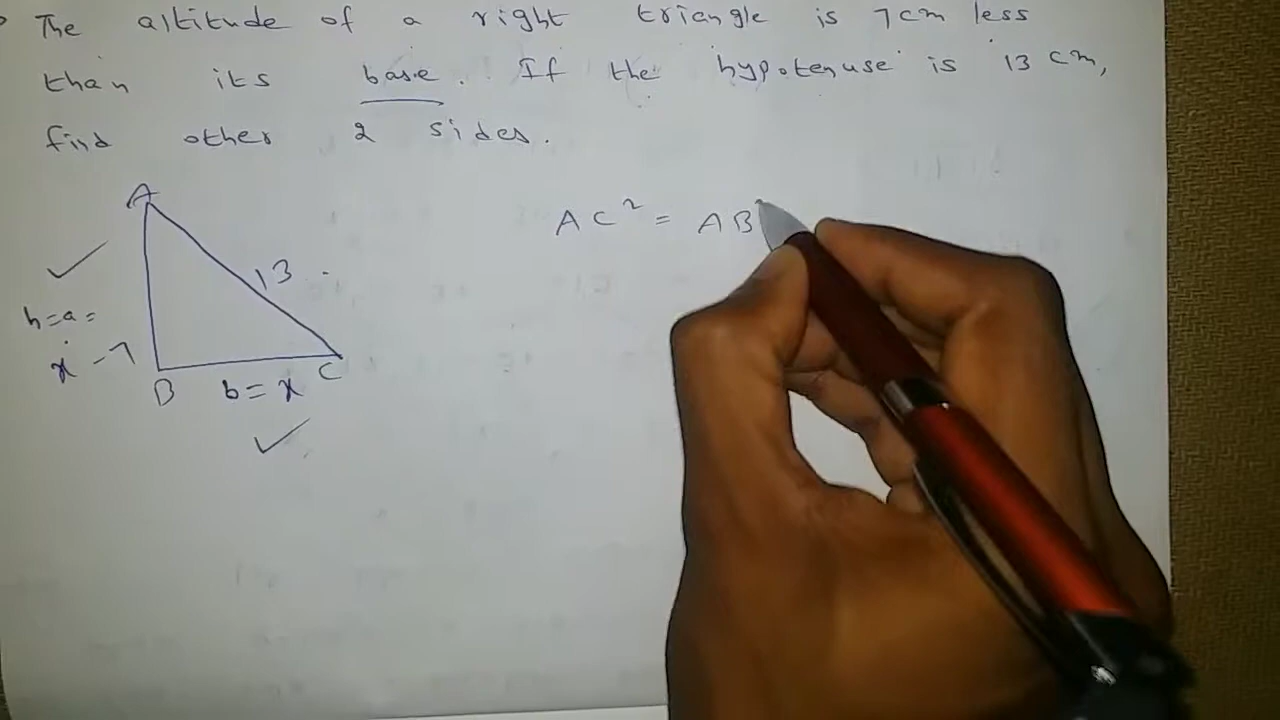 The altitude of a right triangle is 7cm less
than its base. If the hypotenuse is 13 cm,
find other 2 sides.
A
AC² = AB²
13
h=a=
x-7
B
b = x
C